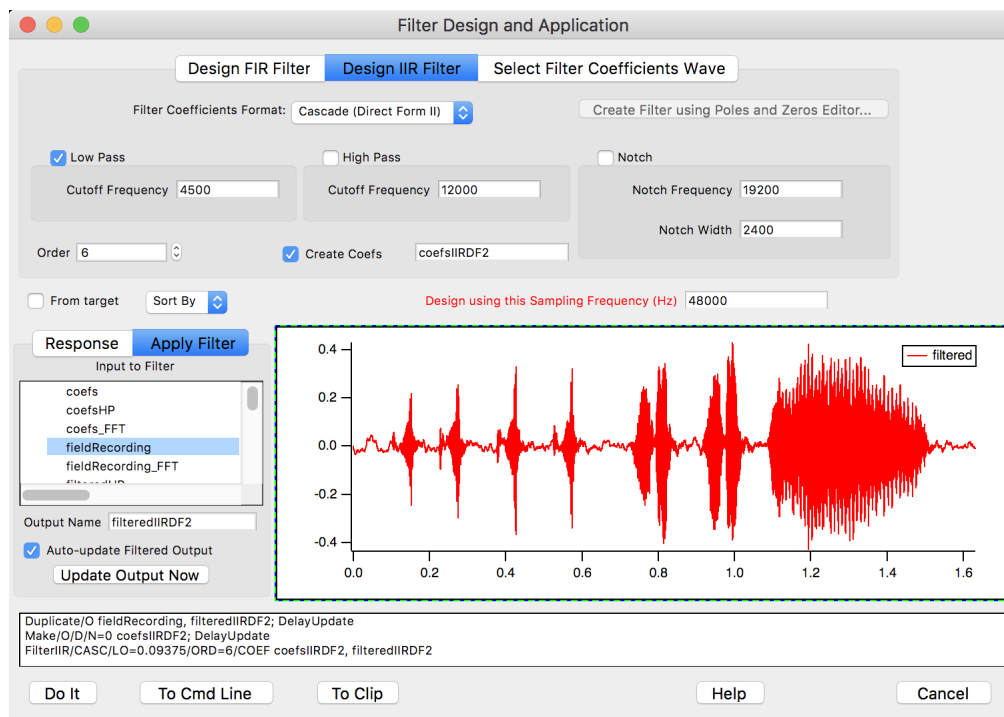 Filter Design and Application
Design FIR Filter Design IIR Filter Select Filter Coefficients Wave
Filter Coefficients Format: Cascade (Direct Form II) Create Filter using Poles and Zeros Editor...
Low Pass High Pass Notch
Cutoff Frequency 4500 Cutoff Frequency 12000 Notch Frequency 19200
Notch Width 2400
Order 6 Create Coefs coefsIIRDF2
From target Sort By Design using this Sampling Frequency (Hz) 48000
Response Apply Filter
Input to Filter
coefs
coefsHP
coefs_FFT
fieldRecording
fieldRecording_FFT
filteredHP
Output Name filteredIIRDF2
Auto-update Filtered Output
Update Output Now
filtered
0.4
0.2
0.0
-0.2
-0.4
0.0 0.2 0.4 0.6 0.8 1.0 1.2 1.4 1.6
Duplicate/O fieldRecording, filteredIIRDF2; DelayUpdate
Make/O/D/N=0 coefsIIRDF2; DelayUpdate
FilterIIR/CASC/LO=0.09375/ORD=6/COEF coefsIIRDF2, filteredIIRDF2
Do It To Cmd Line To Clip Help Cancel